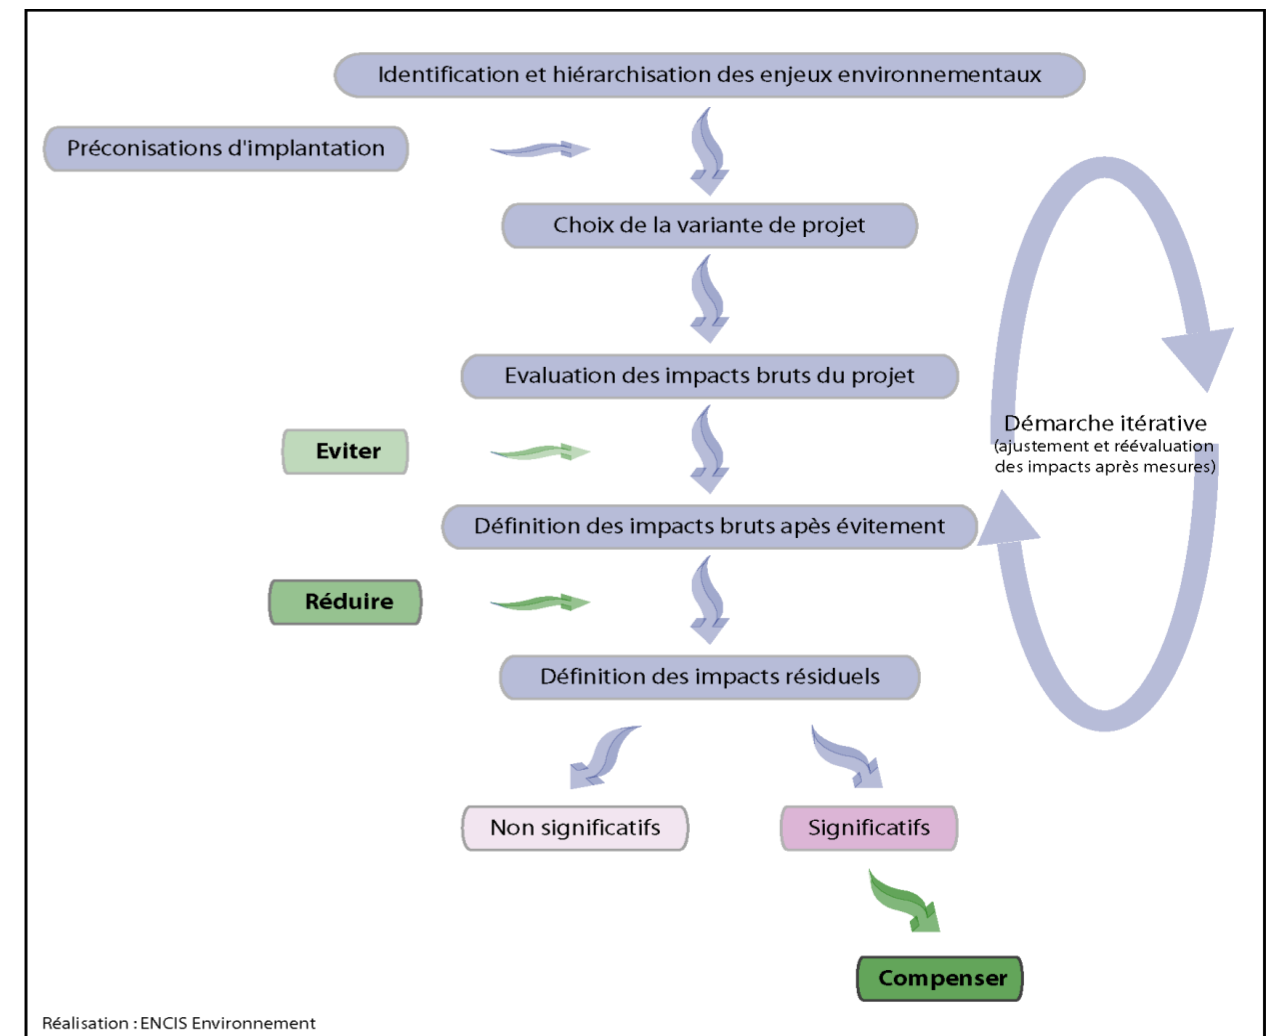 Identification et hiérarchisation des enjeux environnementaux
Préconisations d'implantation
Choix de la variante de projet
Evaluation des impacts bruts du projet
Démarche itérative
(ajustement et réévaluation
des impacts après mesures)
Eviter
Définition des impacts bruts apès évitement
Réduire
Définition des impacts résiduels
Non significatifs
Significatifs
Compenser
Réalisation : ENCIS Environnement